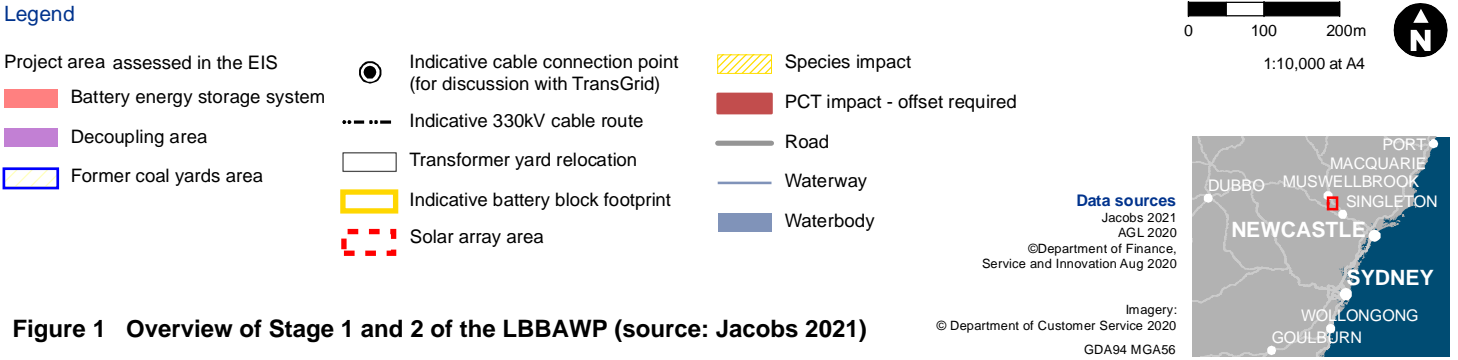 Legend
Project area assessed in the EIS
Battery energy storage system
Decoupling area
Former coal yards area
Indicative cable connection point
(for discussion with TransGrid)
Indicative 330kV cable route
Transformer yard relocation
Indicative battery block footprint
Solar array area
Species impact
PCT impact - offset required
Road
Waterway
Waterbody
0 100 200m
1:10,000 at A4
N
Data sources
Jacobs 2021
AGL 2020
©Department of Finance,
Service and Innovation Aug 2020
Imagery:
© Department of Customer Service 2020
GDA94 MGA56
PORT
MACQUARIE
DUBBO
MUSWELLBROOK
SINGLETON
NEWCASTLE
SYDNEY
WOLLONGONG
GOULBURN
Figure 1 Overview of Stage 1 and 2 of the LBBAWP (source: Jacobs 2021)